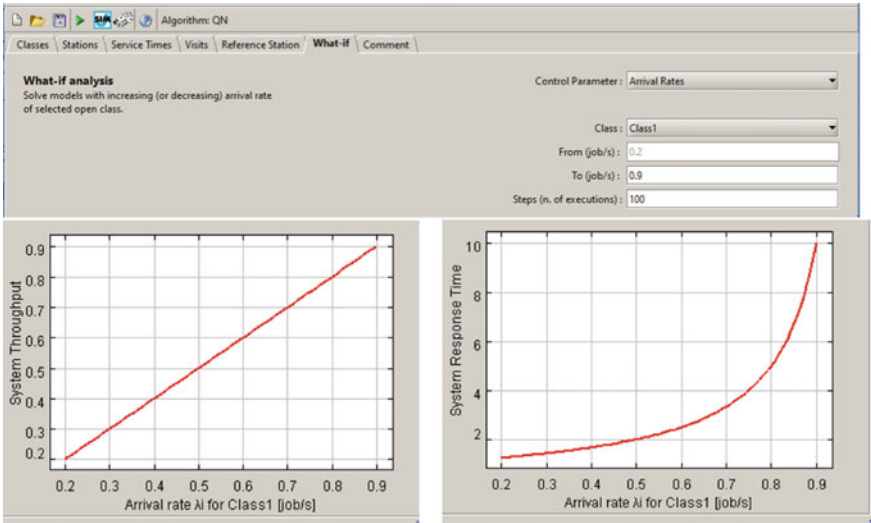 SIM Algorithm: QN
Classes Stations Service Times Visits Reference Station What-if Comment
What-if analysis
Solve models with increasing (or decreasing) arrival rate
of selected open class.
Control Parameter : Arrival Rates
Class : Class1
From (job/s) : 0.2
To (job/s) : 0.9
Steps (n. of executions) : 100
System Throughput
0.9
0.8
0.7
0.6
0.5
0.4
0.3
0.2
0.2 0.3 0.4 0.5 0.6 0.7 0.8 0.9
Arrival rate λi for Class1 [job/s]
System Response Time
10
8
6
4
2
0.2 0.3 0.4 0.5 0.6 0.7 0.8 0.9
Arrival rate λi for Class1 [job/s]